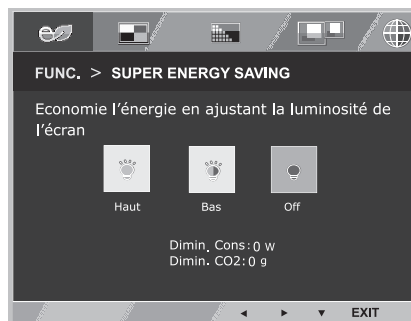 FUNC. > SUPER ENERGY SAVING
Economie l'énergie en ajustant la luminosité de
l'écran
Haut Bas Off
Dimin. Cons:0 w
Dimin. CO2:0 g
EXIT